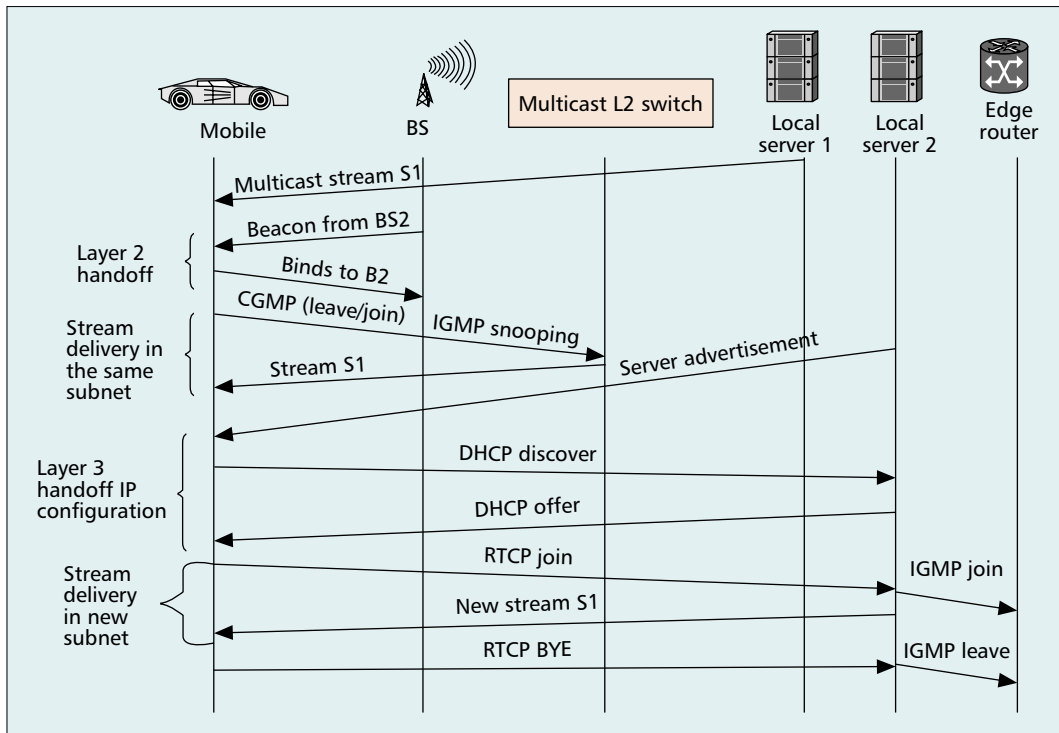 Mobile
BS
Multicast L2 switch
Local
server 1
Local
server 2
Edge
router
Multicast stream S1
Beacon from BS2
Layer 2
handoff
Binds to B2
CGMP (leave/join)
IGMP snooping
Stream
delivery in
the same
subnet
Stream S1
Server advertisement
Layer 3
handoff IP
configuration
DHCP discover
DHCP offer
Stream
delivery
in new
subnet
RTCP join
IGMP join
New stream S1
RTCP BYE
IGMP leave